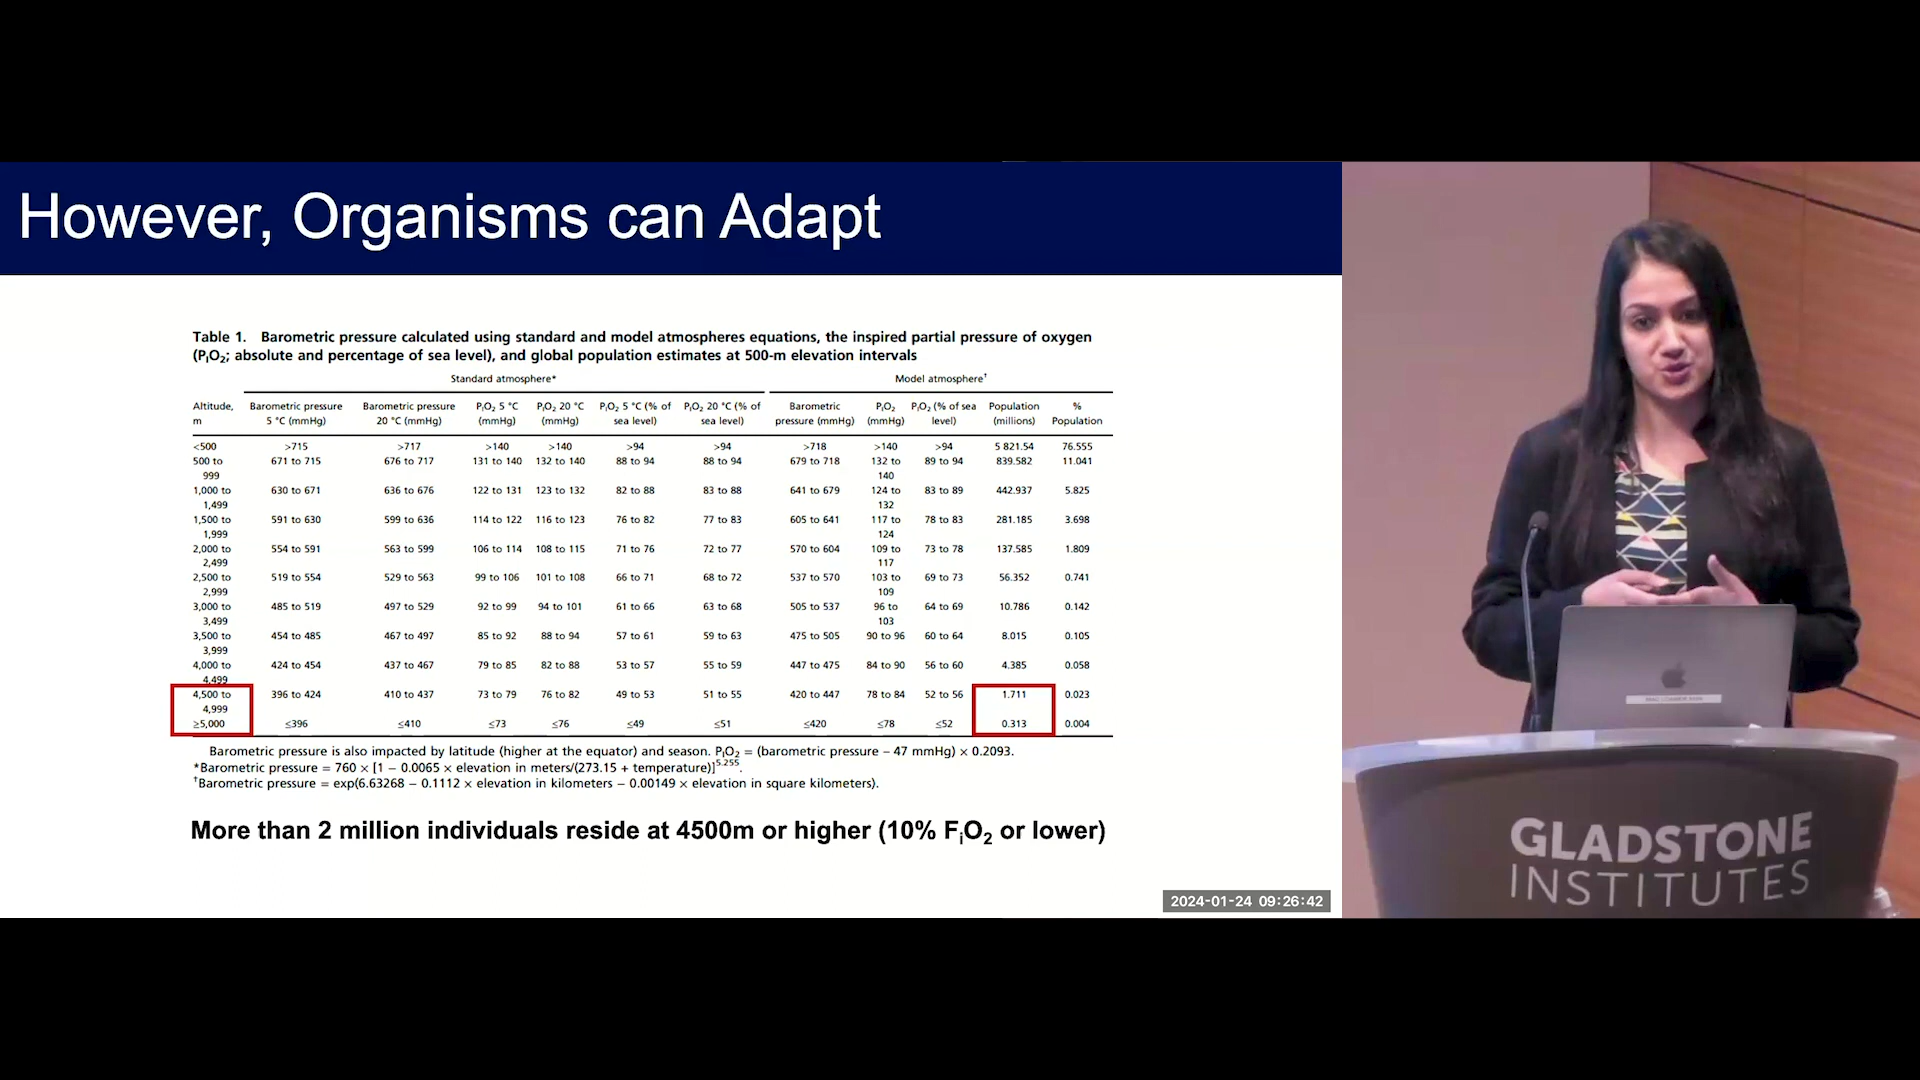 However, Organisms can Adapt
Table 1. Barometric pressure calculated using standard and model atmospheres equations, the inspired partial pressure of oxygen
(PIO2; absolute and percentage of sea level), and global population estimates at 500-m elevation intervals
Standard atmosphere* Model atmosphere†
Altitude, m Barometric pressure 5 °C (mmHg) Barometric pressure 20 °C (mmHg) PIO2 5 °C (mmHg) PIO2 20 °C (mmHg) PIO2 5 °C (% of sea level) PIO2 20 °C (% of sea level) Barometric pressure (mmHg) PIO2 (mmHg) PIO2 (% of sea level) Population (millions) % Population
<500 >715 >717 >140 >140 >94 >94 >718 >140 >94 5 821.54 76.555
500 to 999 671 to 715 676 to 717 131 to 140 132 to 140 88 to 94 88 to 94 679 to 718 132 to 140 89 to 94 839.582 11.041
1,000 to 1,499 630 to 671 636 to 676 122 to 131 123 to 132 82 to 88 83 to 88 641 to 679 124 to 132 83 to 89 442.937 5.825
1,500 to 1,999 591 to 630 599 to 636 114 to 122 116 to 123 76 to 82 77 to 83 605 to 641 117 to 124 78 to 83 281.185 3.698
2,000 to 2,499 554 to 591 563 to 599 106 to 114 108 to 115 71 to 76 72 to 77 570 to 604 109 to 117 73 to 78 137.585 1.809
2,500 to 2,999 519 to 554 529 to 563 99 to 106 101 to 108 66 to 71 68 to 72 537 to 570 103 to 109 69 to 73 56.352 0.741
3,000 to 3,499 485 to 519 497 to 529 92 to 99 94 to 101 61 to 66 63 to 68 505 to 537 96 to 103 64 to 69 10.786 0.142
3,500 to 3,999 454 to 485 467 to 497 85 to 92 88 to 94 57 to 61 59 to 63 475 to 505 90 to 96 60 to 64 8.015 0.105
4,000 to 4,499 424 to 454 437 to 467 79 to 85 82 to 88 53 to 57 55 to 59 447 to 475 84 to 90 56 to 60 4.385 0.058
4,500 to 4,999 396 to 424 410 to 437 73 to 79 76 to 82 49 to 53 51 to 55 420 to 447 78 to 84 52 to 56 1.711 0.023
≥5,000 ≤396 ≤410 ≤73 ≤76 ≤49 ≤51 ≤420 ≤78 ≤52 0.313 0.004
Barometric pressure is also impacted by latitude (higher at the equator) and season. PIO2 = (barometric pressure – 47 mmHg) × 0.2093.
*Barometric pressure = 760 × [1 – 0.0065 × elevation in meters/(273.15 + temperature)]5.255.
†Barometric pressure = exp(6.63268 – 0.1112 × elevation in kilometers – 0.00149 × elevation in square kilometers).
More than 2 million individuals reside at 4500m or higher (10% FiO2 or lower)
2024-01-24 09:26:42
GLADSTONE
INSTITUTES